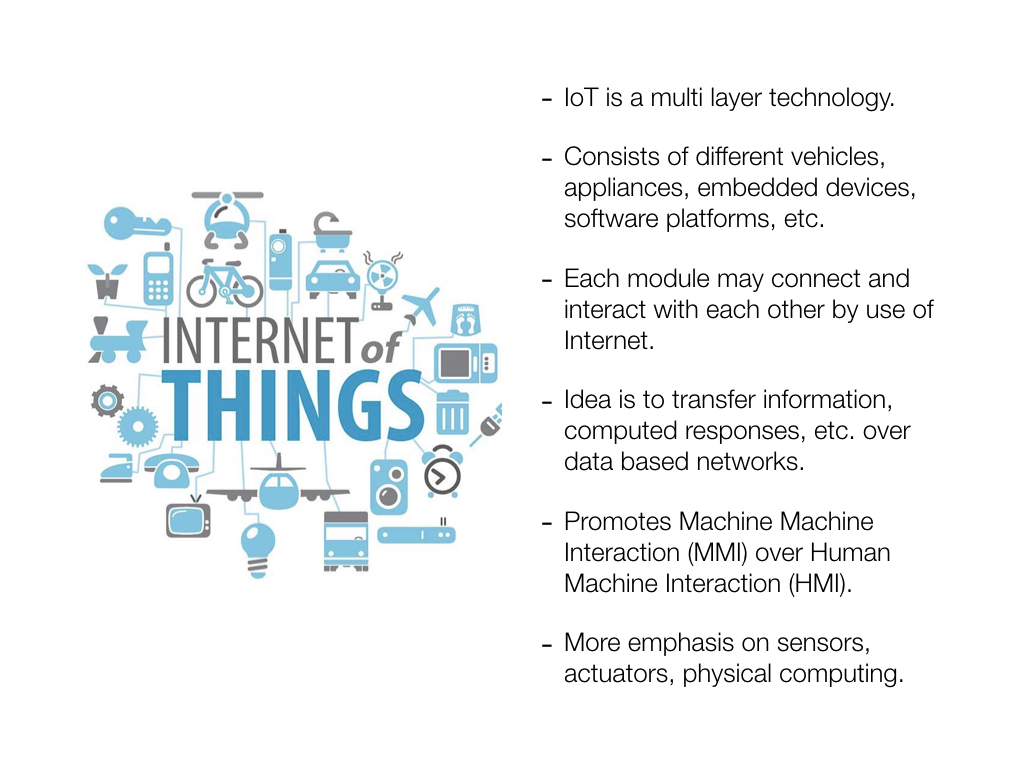 INTERNET of
THINGS
- IoT is a multi layer technology.
- Consists of different vehicles,
appliances, embedded devices,
software platforms, etc.
- Each module may connect and
interact with each other by use of
Internet.
- Idea is to transfer information,
computed responses, etc. over
data based networks.
- Promotes Machine Machine
Interaction (MMI) over Human
Machine Interaction (HMI).
- More emphasis on sensors,
actuators, physical computing.